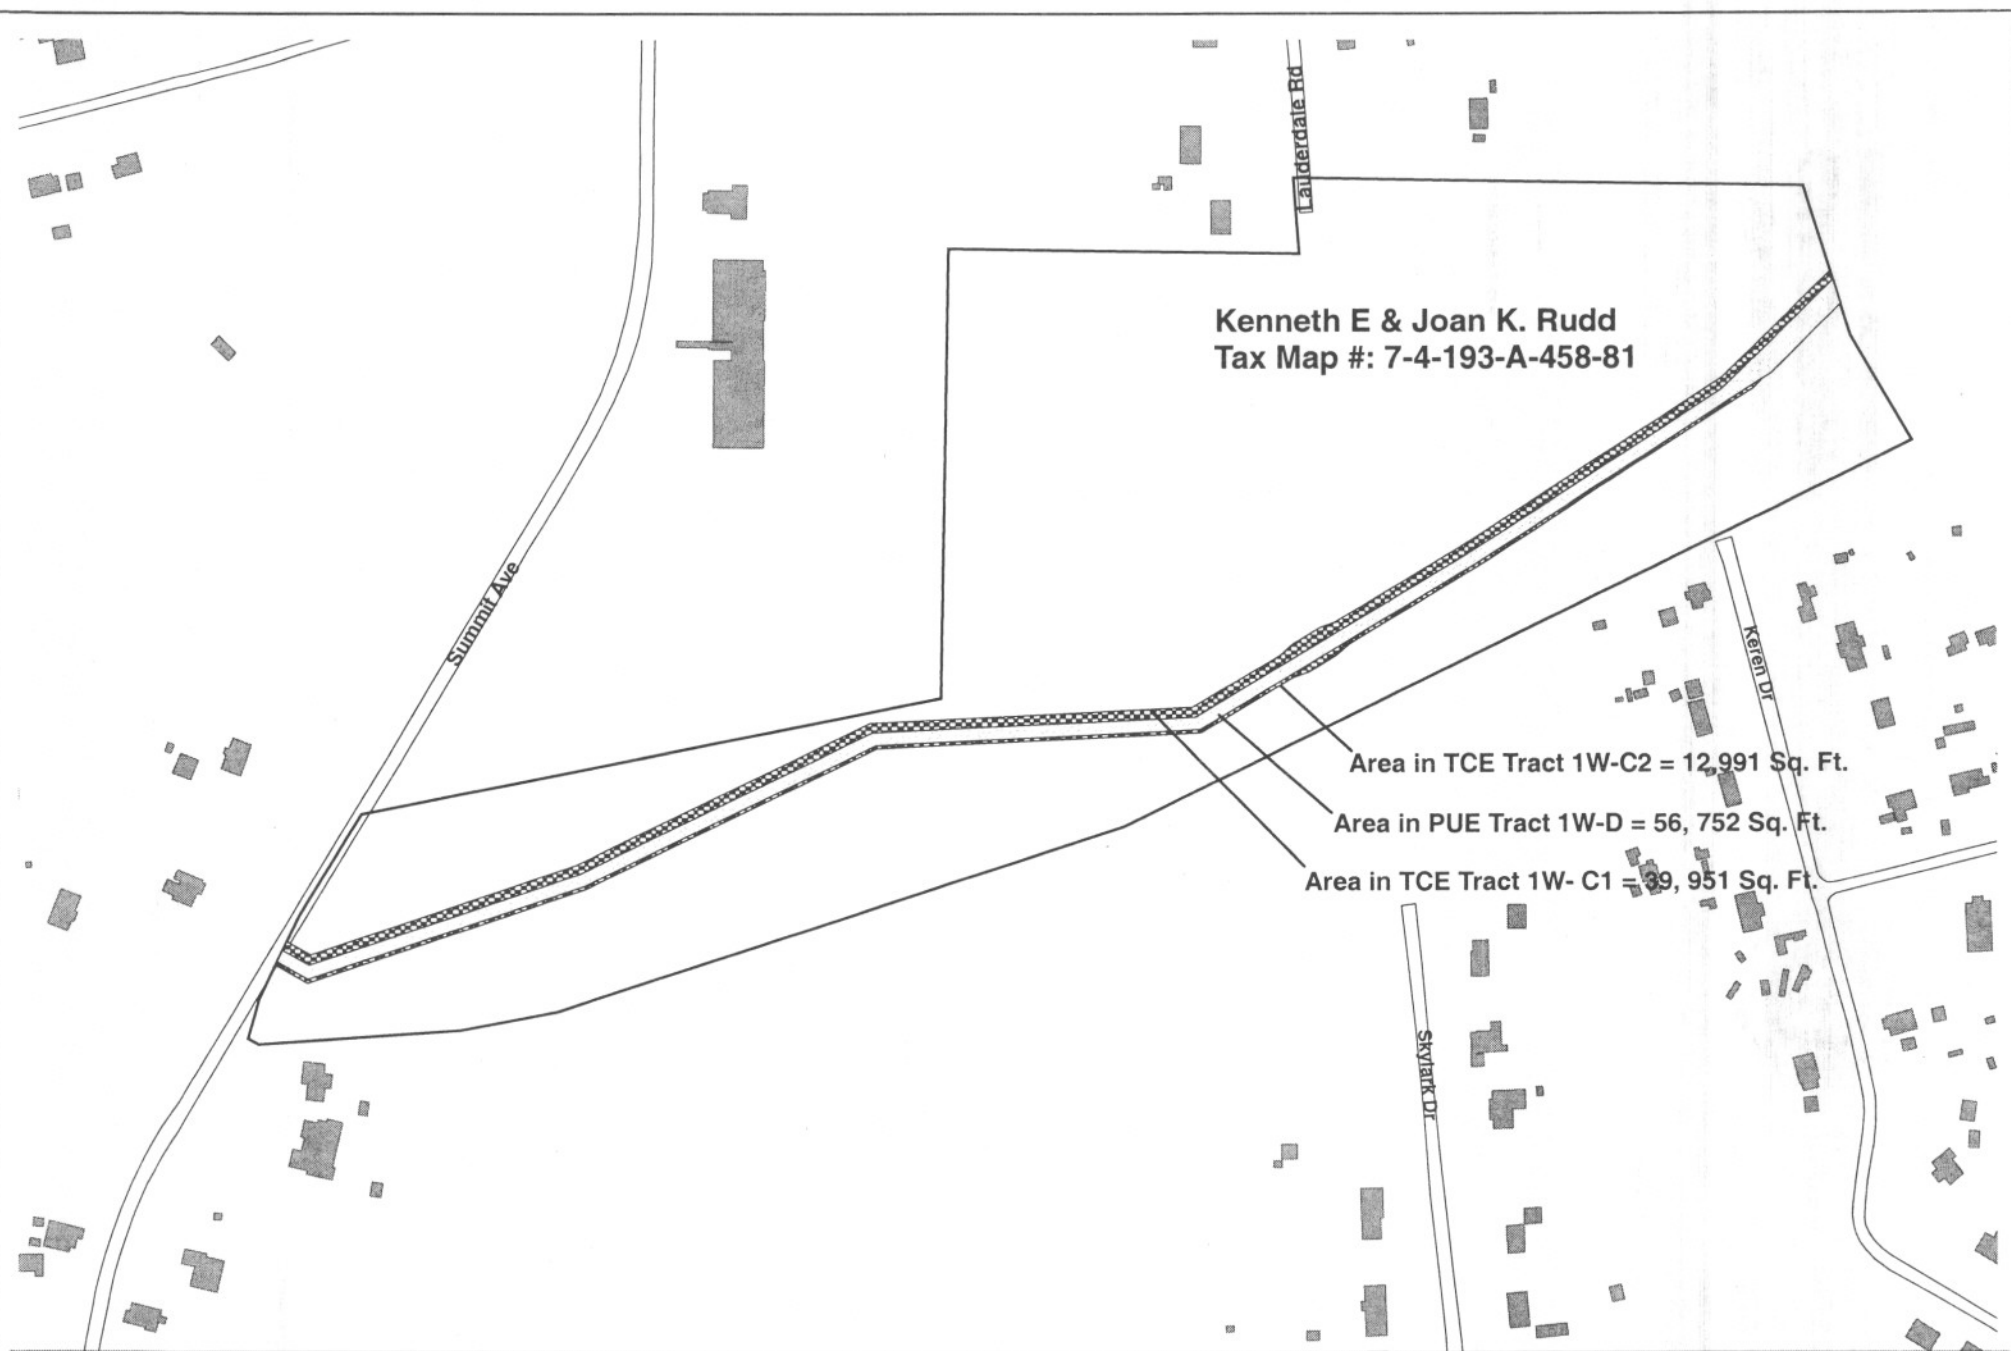 Lauderdale Rd
Kenneth E & Joan K. Rudd
Tax Map #: 7-4-193-A-458-81
Summit Ave
Keren Dr
Area in TCE Tract 1W-C2 = 12,991 Sq. Ft.
Area in PUE Tract 1W-D = 56, 752 Sq. Ft.
Area in TCE Tract 1W- C1 = 39, 951 Sq. Ft.
Skylark Dr